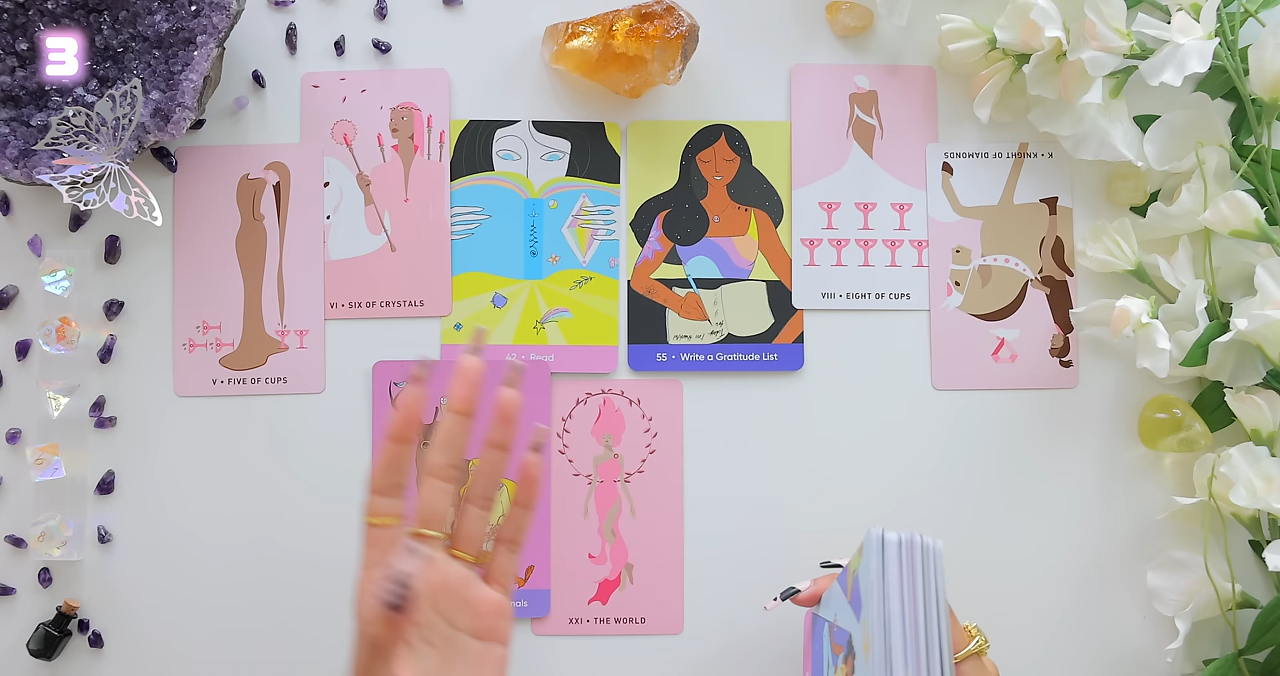 3
VI • SIX OF CRYSTALS
V • FIVE OF CUPS
42 • Read
55 • Write a Gratitude List
VIII • EIGHT OF CUPS
K • KNIGHT OF DIAMONDS
nals
XXI • THE WORLD